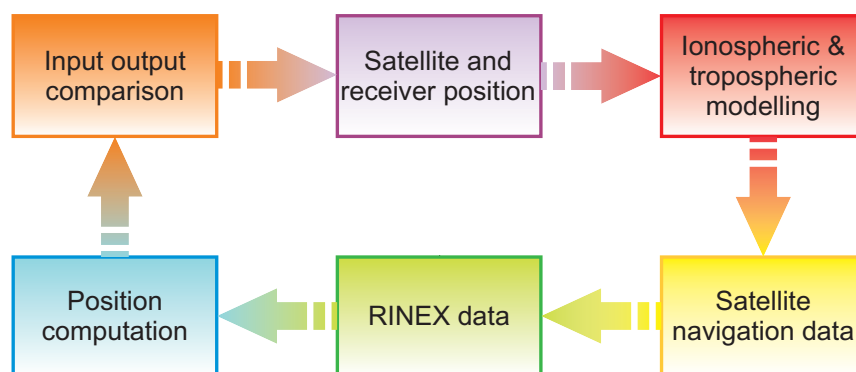 Input output
comparison
Satellite and
receiver position
Ionospheric &
tropospheric
modelling
Position
computation
RINEX data
Satellite
navigation data